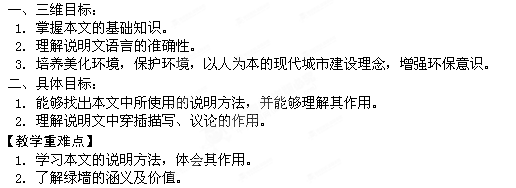 一、三维目标：
1. 掌握本文的基础知识。
2. 理解说明文语言的准确性。
3. 培养美化环境，保护环境，以人为本的现代城市建设理念，增强环保意识。
二、具体目标：
1. 能够找出本文中所使用的说明方法，并能够理解其作用。
2. 理解说明文中穿插描写、议论的作用。
【教学重难点】
1. 学习本文的说明方法，体会其作用。
2. 了解绿墙的涵义及价值。